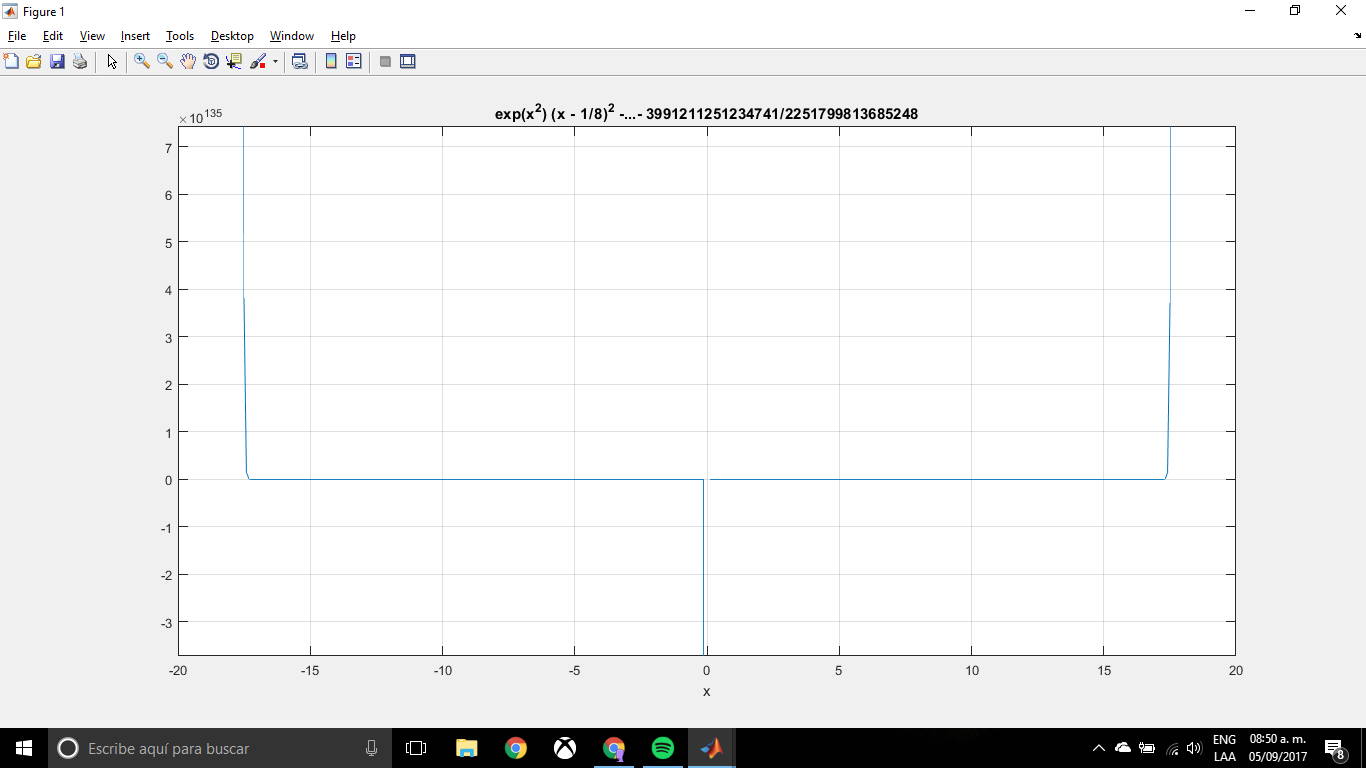 Figure 1
File Edit View Insert Tools Desktop Window Help
×10^135
exp(x^2) (x - 1/8)^2 -...- 3991211251234741/2251799813685248
7
6
5
4
3
2
1
0
-1
-2
-3
-20 -15 -10 -5 0 5 10 15 20
x
Escribe aquí para buscar
ENG 08:50 a. m.
LAA 05/09/2017
8